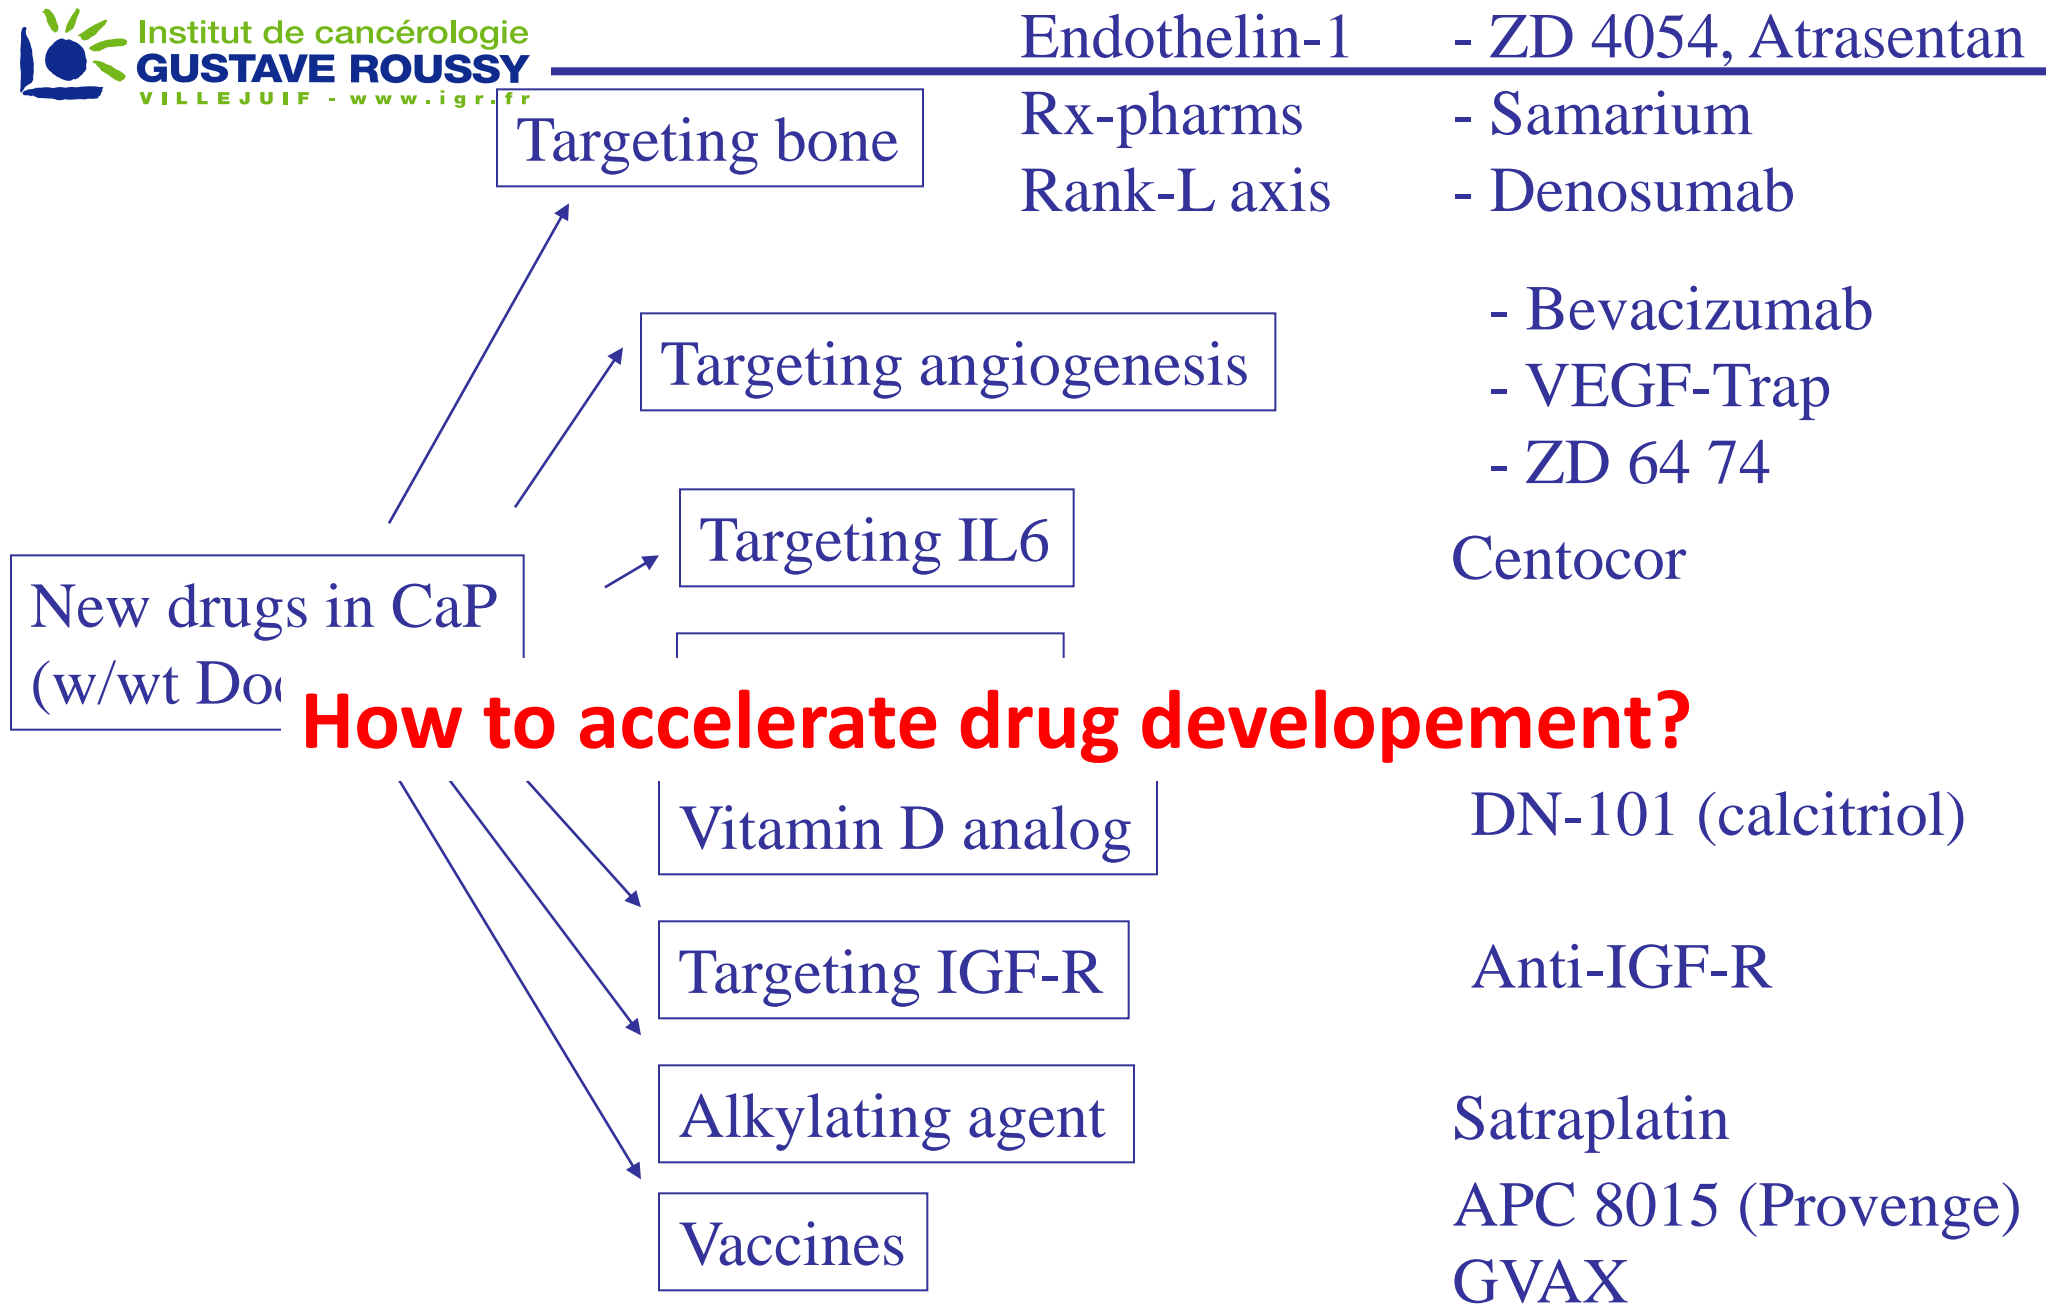 Institut de cancérologie
GUSTAVE ROUSSY
VILLEJUIF - www.igr.fr
Endothelin-1 - ZD 4054, Atrasentan
Targeting bone
Rx-pharms - Samarium
Rank-L axis - Denosumab
Targeting angiogenesis
- Bevacizumab
- VEGF-Trap
- ZD 64 74
Targeting IL6
Centocor
New drugs in CaP
(w/wt
How to accelerate drug developement?
Vitamin D analog
DN-101 (calcitriol)
Targeting IGF-R
Anti-IGF-R
Alkylating agent
Satraplatin
Vaccines
APC 8015 (Provenge)
GVAX